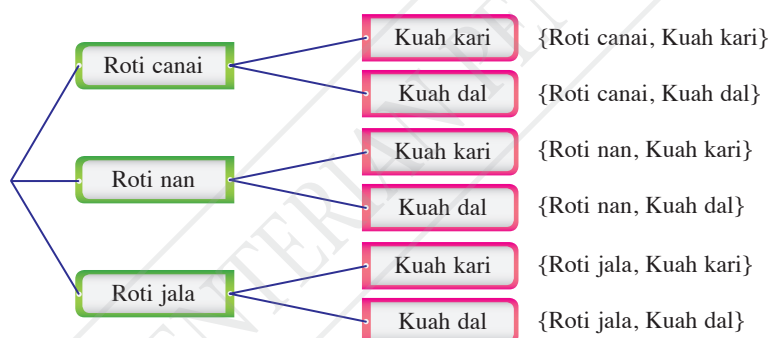 Roti canai
Kuah kari {Roti canai, Kuah kari}
Kuah dal {Roti canai, Kuah dal}
Roti nan
Kuah kari {Roti nan, Kuah kari}
Kuah dal {Roti nan, Kuah dal}
Roti jala
Kuah kari {Roti jala, Kuah kari}
Kuah dal {Roti jala, Kuah dal}